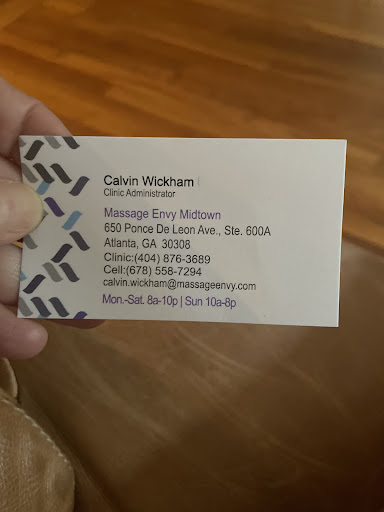 Calvin Wickham
Clinic Administrator
Massage Envy Midtown
650 Ponce De Leon Ave., Ste. 600A
Atlanta, GA 30308
Clinic:(404) 876-3689
Cell:(678) 558-7294
calvin.wickham@massageenvy.com
Mon.-Sat. 8a-10p | Sun 10a-8p